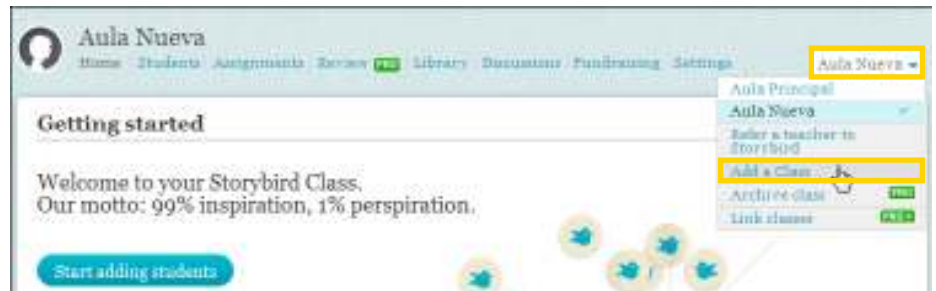 Aula Nueva
Home Students Assignments Review PRO Library Discussions Fundraising Settings
Aula Nueva
Aula Principal
Aula Nueva
Refer a teacher to
Storybird
Add a Class
Archive class PRO
Link classes PRO+
Getting started
Welcome to your Storybird Class.
Our motto: 99% inspiration, 1% perspiration.
Start adding students